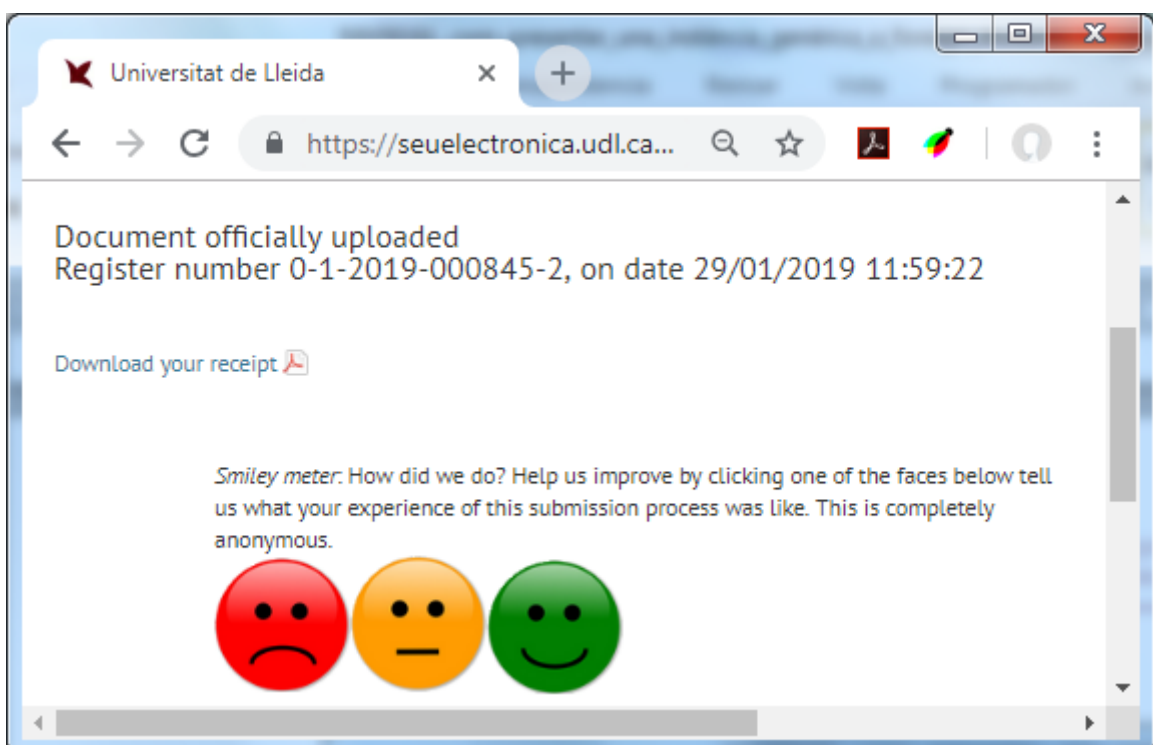 Universitat de Lleida
https://seuelectronica.udl.ca...
Document officially uploaded
Register number 0-1-2019-000845-2, on date 29/01/2019 11:59:22
Download your receipt
Smiley meter: How did we do? Help us improve by clicking one of the faces below tell
us what your experience of this submission process was like. This is completely
anonymous.